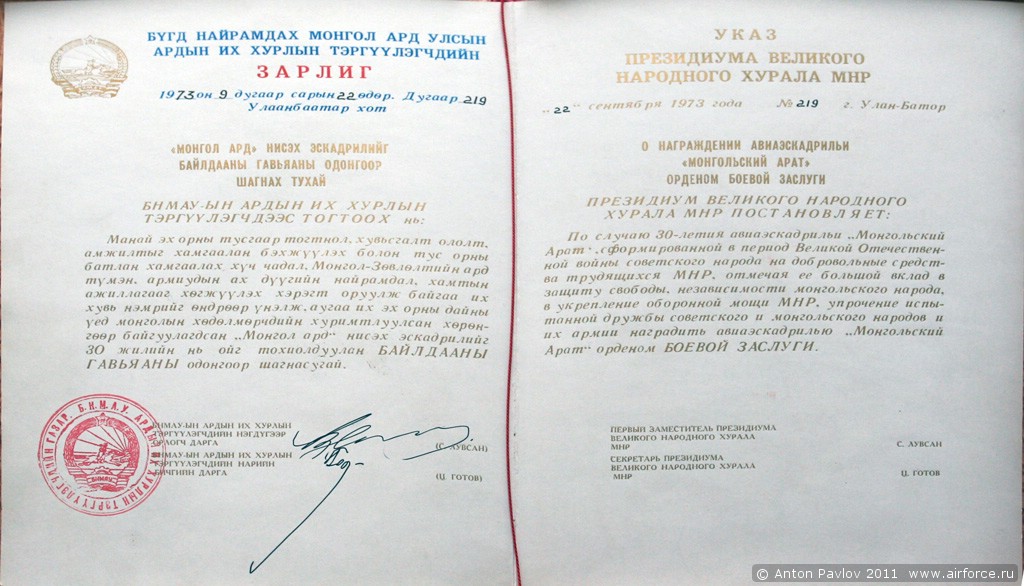 БҮГД НАЙРАМДАХ МОНГОЛ АРД УЛСЫН
АРДЫН ИХ ХУРЛЫН ТЭРГҮҮЛЭГЧДИЙН
ЗАРЛИГ
1973 он 9 дугаар сарын 22 өдөр. Дугаар 219
Улаанбаатар хот
«МОНГОЛ АРД» НИСЭХ ЭСКАДРИЛИЙГ
БАЙЛДААНЫ ГАВЬЯАНЫ ОДОНГООР
ШАГНАХ ТУХАЙ
БНМАУ-ЫН АРДЫН ИХ ХУРЛЫН
ТЭРГҮҮЛЭГЧДЭЭС ТОГТООХ нь:
Манай эх орны тусгаар тогтнол, хувьсгалт ололт,
амжилтыг хамгаалан бэхжүүлэх болон тус орны
батлан хамгаалах хүч чадал, Монгол-Зөвлөлтийн ард
түмэн, армиудын ах дүүгийн найрамдал, хамтын
ажиллагааг хөгжүүлэх хэрэгт оруулж байгаа их
хувь нэмрийг өндрөөр үнэлж, аугаа их эх орны дайны
үед монголын хөдөлмөрчдийн хуримтлуулсан хөрөн-
гөөр байгуулагдсан „Монгол ард“ нисэх эскадрилийг
30 жилийн нь ойг тохиолдуулан БАЙЛДААНЫ
ГАВЬЯАНЫ одонгоор шагнасугай.
БНМАУ-ЫН АРДЫН ИХ ХУРЛЫН
ТЭРГҮҮЛЭГЧДИЙН НЭГДҮГЭЭР
ОРЛОГЧ ДАРГА
(С. ЛУВСАН)
БНМАУ-ЫН АРДЫН ИХ ХУРЛЫН
ТЭРГҮҮЛЭГЧДИЙН НАРИЙН
БИЧГИЙН ДАРГА
(Ц. ГОТОВ)
УКАЗ
ПРЕЗИДИУМА ВЕЛИКОГО
НАРОДНОГО ХУРАЛА МНР
„22“ сентября 1973 года № 219 г. Улан-Батор
О НАГРАЖДЕНИИ АВИАЭСКАДРИЛЬИ
«МОНГОЛЬСКИЙ АРАТ»
ОРДЕНОМ БОЕВОЙ ЗАСЛУГИ
ПРЕЗИДИУМ ВЕЛИКОГО НАРОДНОГО
ХУРАЛА МНР ПОСТАНОВЛЯЕТ:
По случаю 30-летия авиаэскадрильи „Монгольский
Арат“, сформированной в период Великой Отечествен-
ной войны советского народа на добровольные средст-
ва трудящихся МНР, отмечая ее большой вклад в
защиту свободы, независимости монгольского народа,
в укрепление оборонной мощи МНР, упрочение испы-
танной дружбы советского и монгольского народов и
их армии наградить авиаэскадрилью „Монгольский
Арат“ орденом БОЕВОЙ ЗАСЛУГИ.
ПЕРВЫЙ ЗАМЕСТИТЕЛЬ ПРЕЗИДИУМА
ВЕЛИКОГО НАРОДНОГО ХУРАЛА
МНР
С. ЛУВСАН
СЕКРЕТАРЬ ПРЕЗИДИУМА
ВЕЛИКОГО НАРОДНОГО ХУРАЛА
МНР
Ц. ГОТОВ
© Anton Pavlov 2011 www.airforce.ru